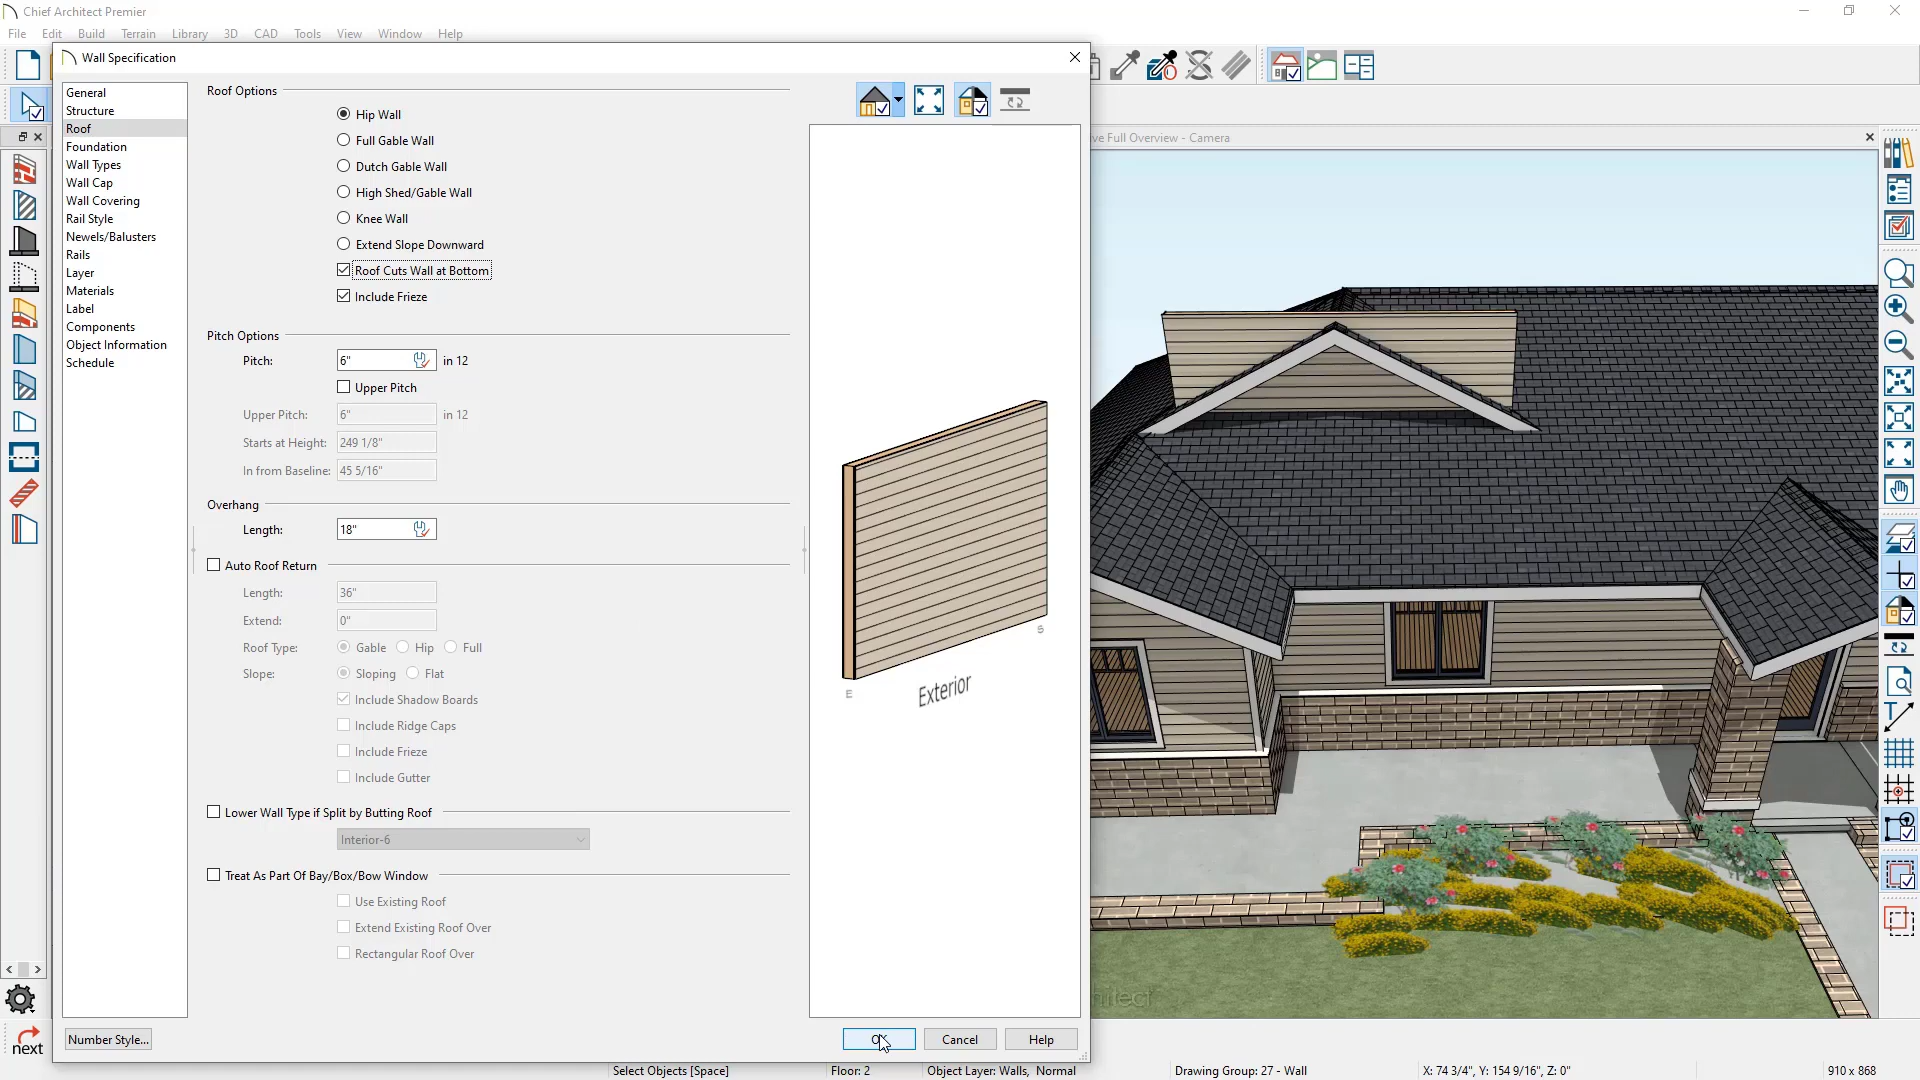 Chief Architect Premier
File Edit Build Terrain Library 3D CAD Tools View Window Help
Wall Specification
General
Structure
Roof
Foundation
Wall Types
Wall Cap
Wall Covering
Rail Style
Newels/Balusters
Rails
Layer
Materials
Label
Components
Object Information
Schedule
Roof Options
Hip Wall
Full Gable Wall
Dutch Gable Wall
High Shed/Gable Wall
Knee Wall
Extend Slope Downward
Roof Cuts Wall at Bottom
Include Frieze
Pitch Options
Pitch: 6" in 12
Upper Pitch
Upper Pitch: 6" in 12
Starts at Height: 249 1/8"
In from Baseline: 45 5/16"
Overhang
Length: 18"
Auto Roof Return
Length: 36"
Extend: 0"
Roof Type: Gable Hip Full
Slope: Sloping Flat
Include Shadow Boards
Include Ridge Caps
Include Frieze
Include Gutter
Lower Wall Type if Split by Butting Roof
Interior-6
Treat As Part Of Bay/Box/Bow Window
Use Existing Roof
Extend Existing Roof Over
Rectangular Roof Over
S
E
Exterior
Full Overview - Camera
next
Number Style...
OK
Cancel
Help
Select Objects [Space]
Floor: 2
Object Layer: Walls, Normal
Drawing Group: 27 - Wall
X: 74 3/4", Y: 154 9/16", Z: 0"
910 x 868